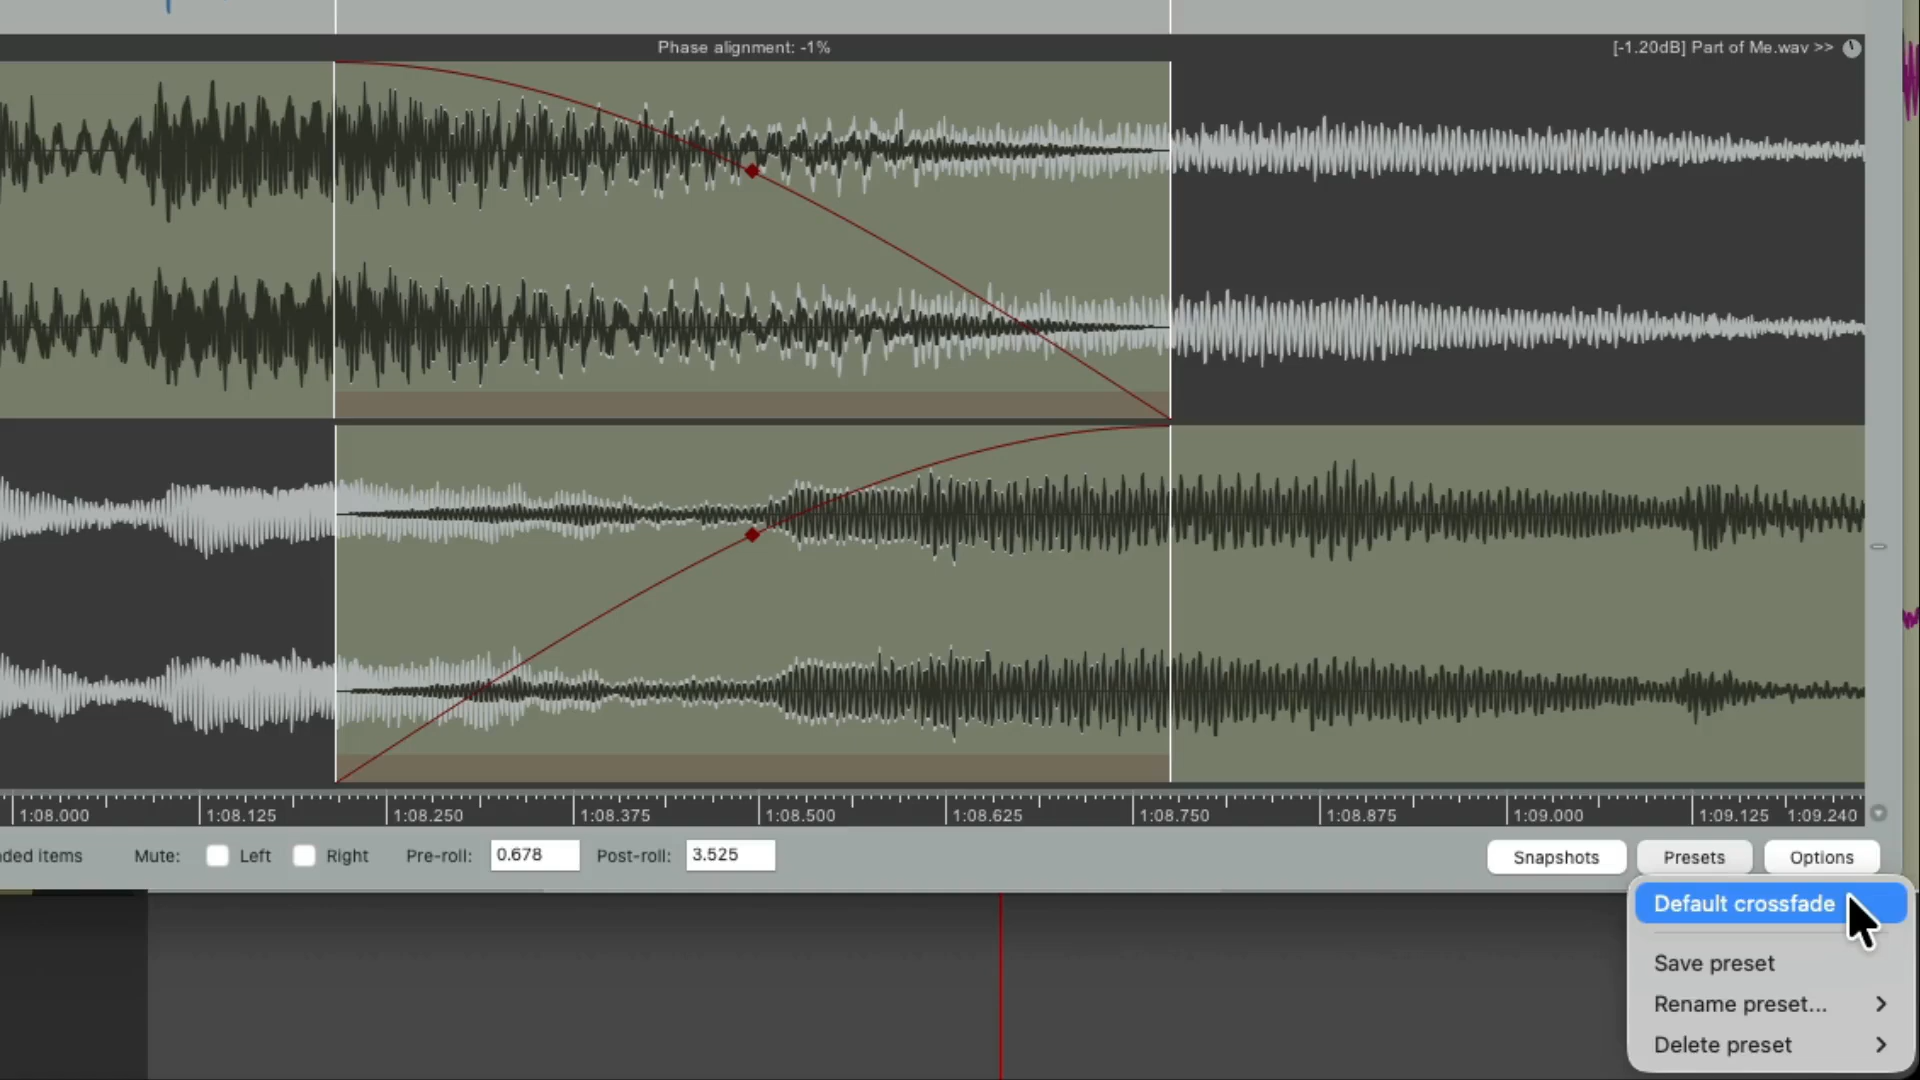 Phase alignment: -1%
[-1.20dB] Part of Me.wav >>
1:08.000 1:08.125 1:08.250 1:08.375 1:08.500 1:08.625 1:08.750 1:08.875 1:09.000 1:09.125 1:09.240
ded items Mute: Left Right Pre-roll: 0.678 Post-roll: 3.525 Snapshots Presets Options
Default crossfade
Save preset
Rename preset...
Delete preset